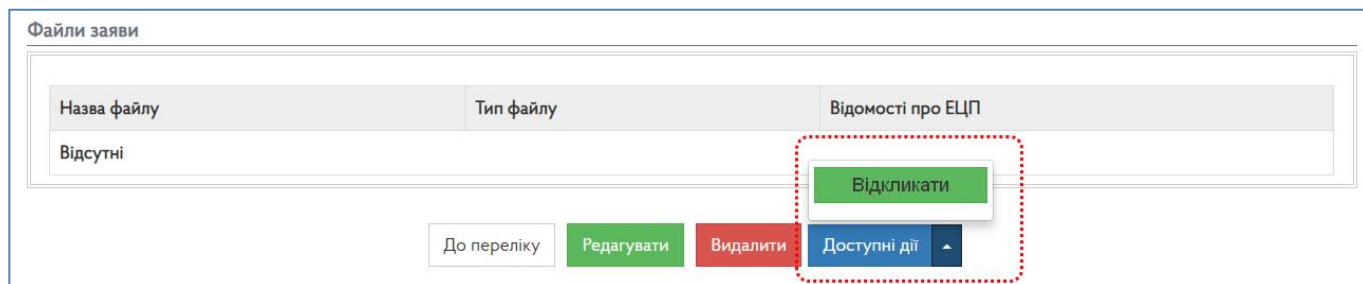 Файли заяви
Назва файлу Тип файлу Відомості про ЕЦП
Відсутні
Відкликати
До переліку Редагувати Видалити Доступні дії